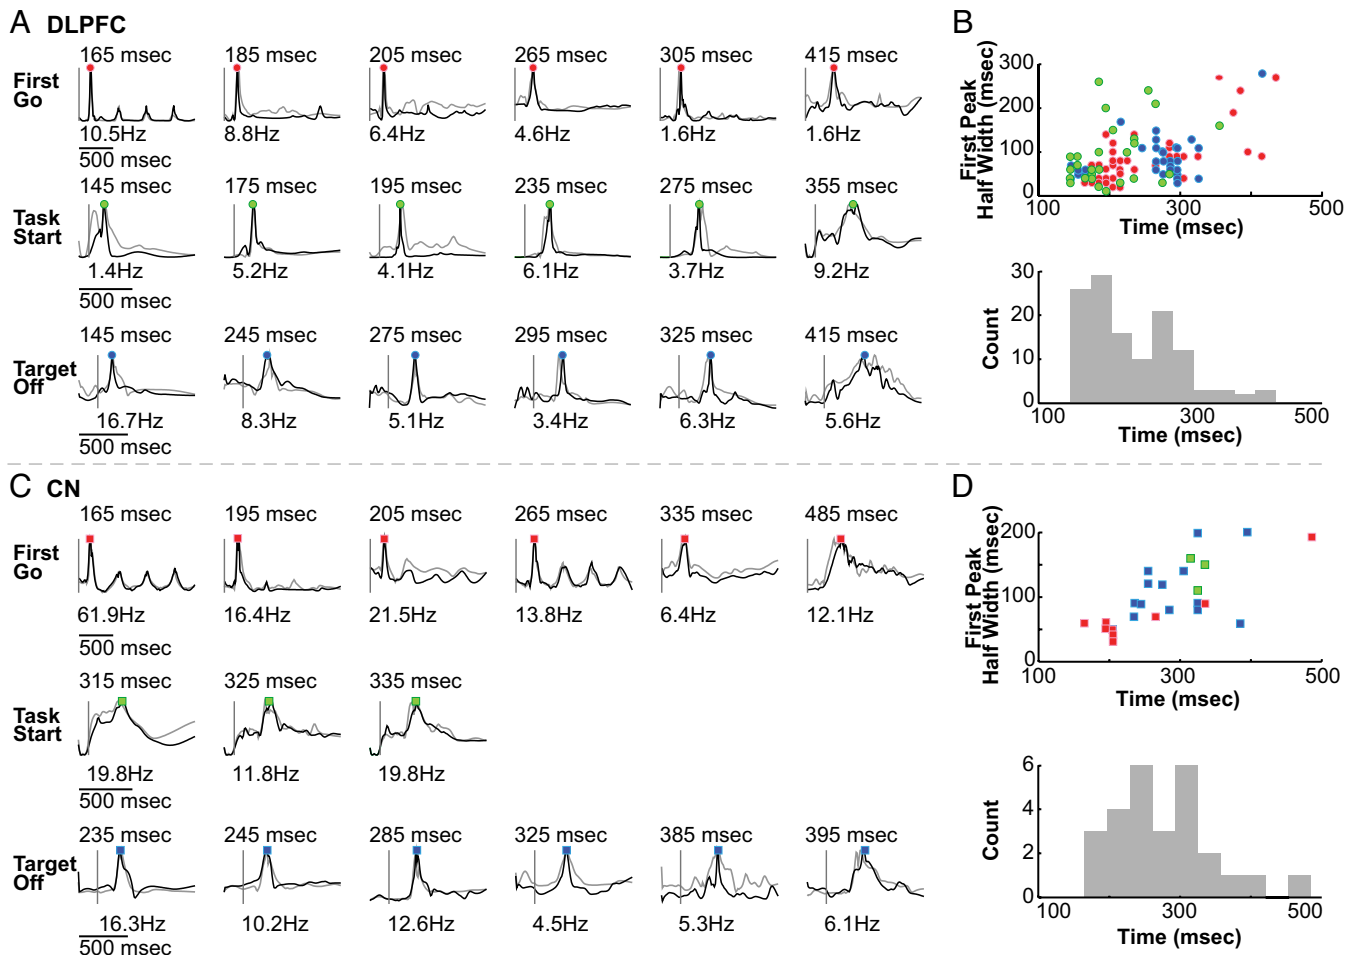 A DLPFC
165 msec 185 msec 205 msec 265 msec 305 msec 415 msec
First
Go
10.5Hz 8.8Hz 6.4Hz 4.6Hz 1.6Hz 1.6Hz
500 msec
145 msec 175 msec 195 msec 235 msec 275 msec 355 msec
Task
Start
1.4Hz 5.2Hz 4.1Hz 6.1Hz 3.7Hz 9.2Hz
500 msec
145 msec 245 msec 275 msec 295 msec 325 msec 415 msec
Target
Off
16.7Hz 8.3Hz 5.1Hz 3.4Hz 6.3Hz 5.6Hz
500 msec
B
First Peak
Half Width (msec)
300
200
100
0
100 300 500
Time (msec)
Count
30
20
10
0
100 300 500
Time (msec)
C CN
165 msec 195 msec 205 msec 265 msec 335 msec 485 msec
First
Go
61.9Hz 16.4Hz 21.5Hz 13.8Hz 6.4Hz 12.1Hz
500 msec
315 msec 325 msec 335 msec
Task
Start
19.8Hz 11.8Hz 19.8Hz
500 msec
235 msec 245 msec 285 msec 325 msec 385 msec 395 msec
Target
Off
16.3Hz 10.2Hz 12.6Hz 4.5Hz 5.3Hz 6.1Hz
500 msec
D
First Peak
Half Width (msec)
200
100
0
100 300 500
Time (msec)
Count
6
4
2
0
100 300 500
Time (msec)